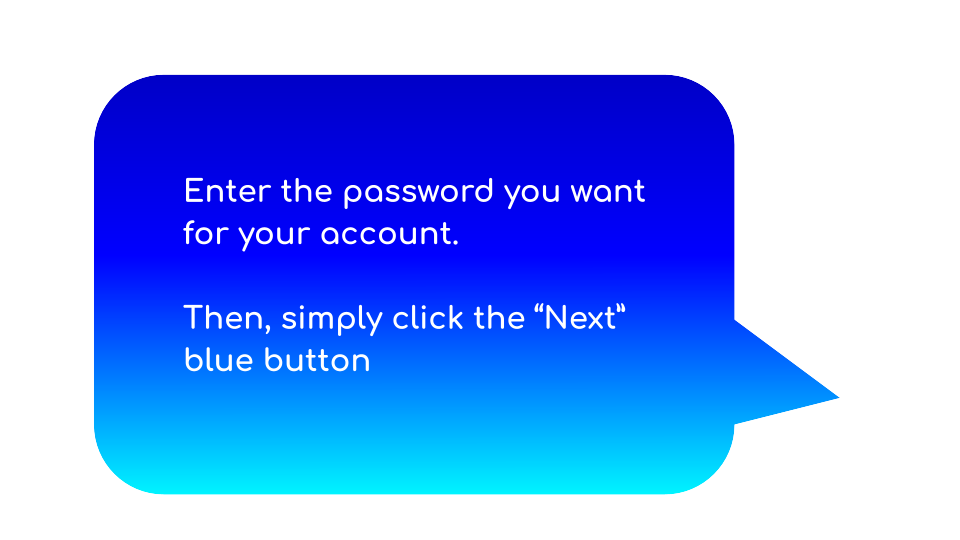 Enter the password you want
for your account.
Then, simply click the “Next”
blue button